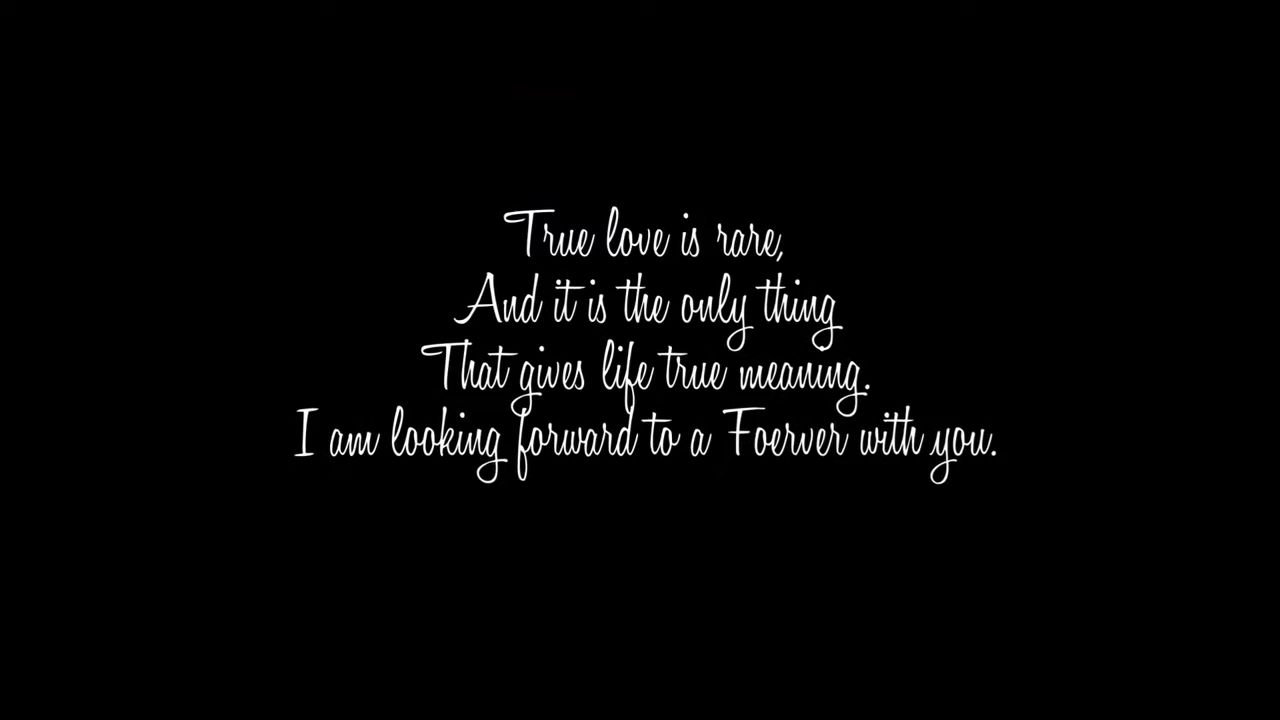 True love is rare,
And it is the only thing
That gives life true meaning.
I am looking forward to a Foerver with you.